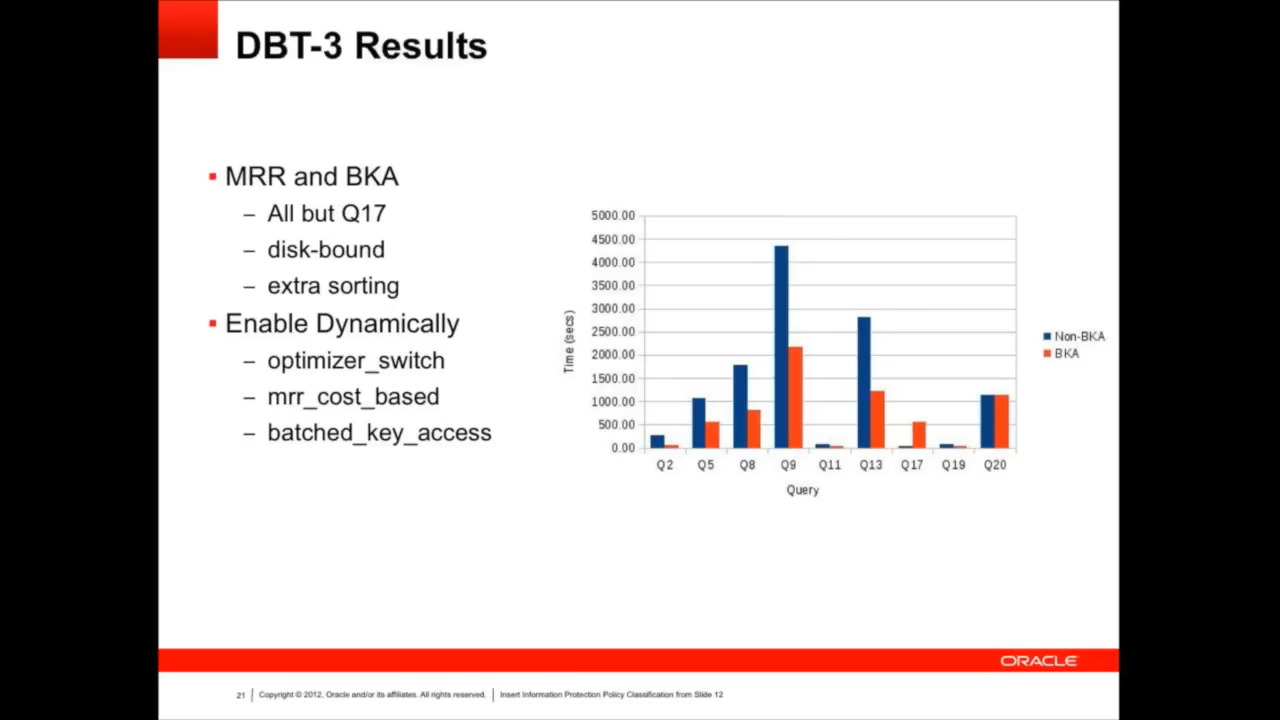 DBT-3 Results
▪ MRR and BKA
– All but Q17
– disk-bound
– extra sorting
▪ Enable Dynamically
– optimizer_switch
– mrr_cost_based
– batched_key_access
5000.00
4500.00
4000.00
3500.00
3000.00
2500.00
2000.00
1500.00
1000.00
500.00
0.00
Time (secs)
Q2 Q5 Q8 Q9 Q11 Q13 Q17 Q19 Q20
Query
Non-BKA
BKA
ORACLE
21 Copyright © 2012, Oracle and/or its affiliates. All rights reserved. Insert Information Protection Policy Classification from Slide 12